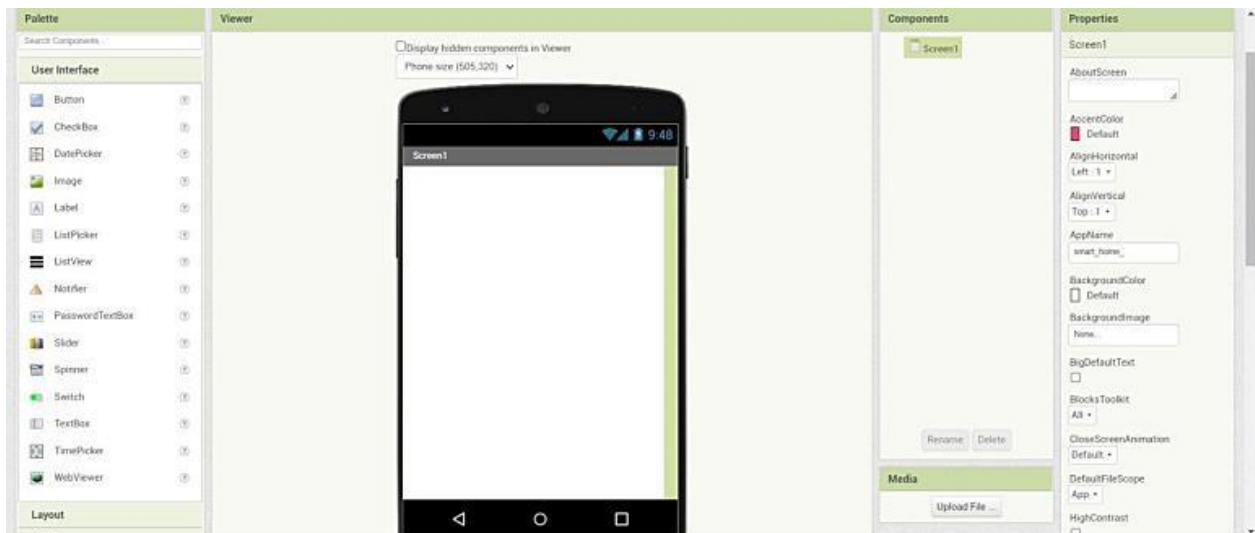 Palette
Search Components...
User Interface
Button
CheckBox
DatePicker
Image
Label
ListPicker
ListView
Notifier
PasswordTextBox
Slider
Spinner
Switch
TextBox
TimePicker
WebViewer
Layout
Viewer
Display hidden components in Viewer
Phone size (505,320)
9:48
Screen1
Components
Screen1
Rename Delete
Media
Upload File ...
Properties
Screen1
AboutScreen
AccentColor
Default
AlignHorizontal
Left : 1
AlignVertical
Top : 1
AppName
smart_home_
BackgroundColor
Default
BackgroundImage
None...
BigDefaultText
BlocksToolkit
All
CloseScreenAnimation
Default
DefaultFileScope
App
HighContrast